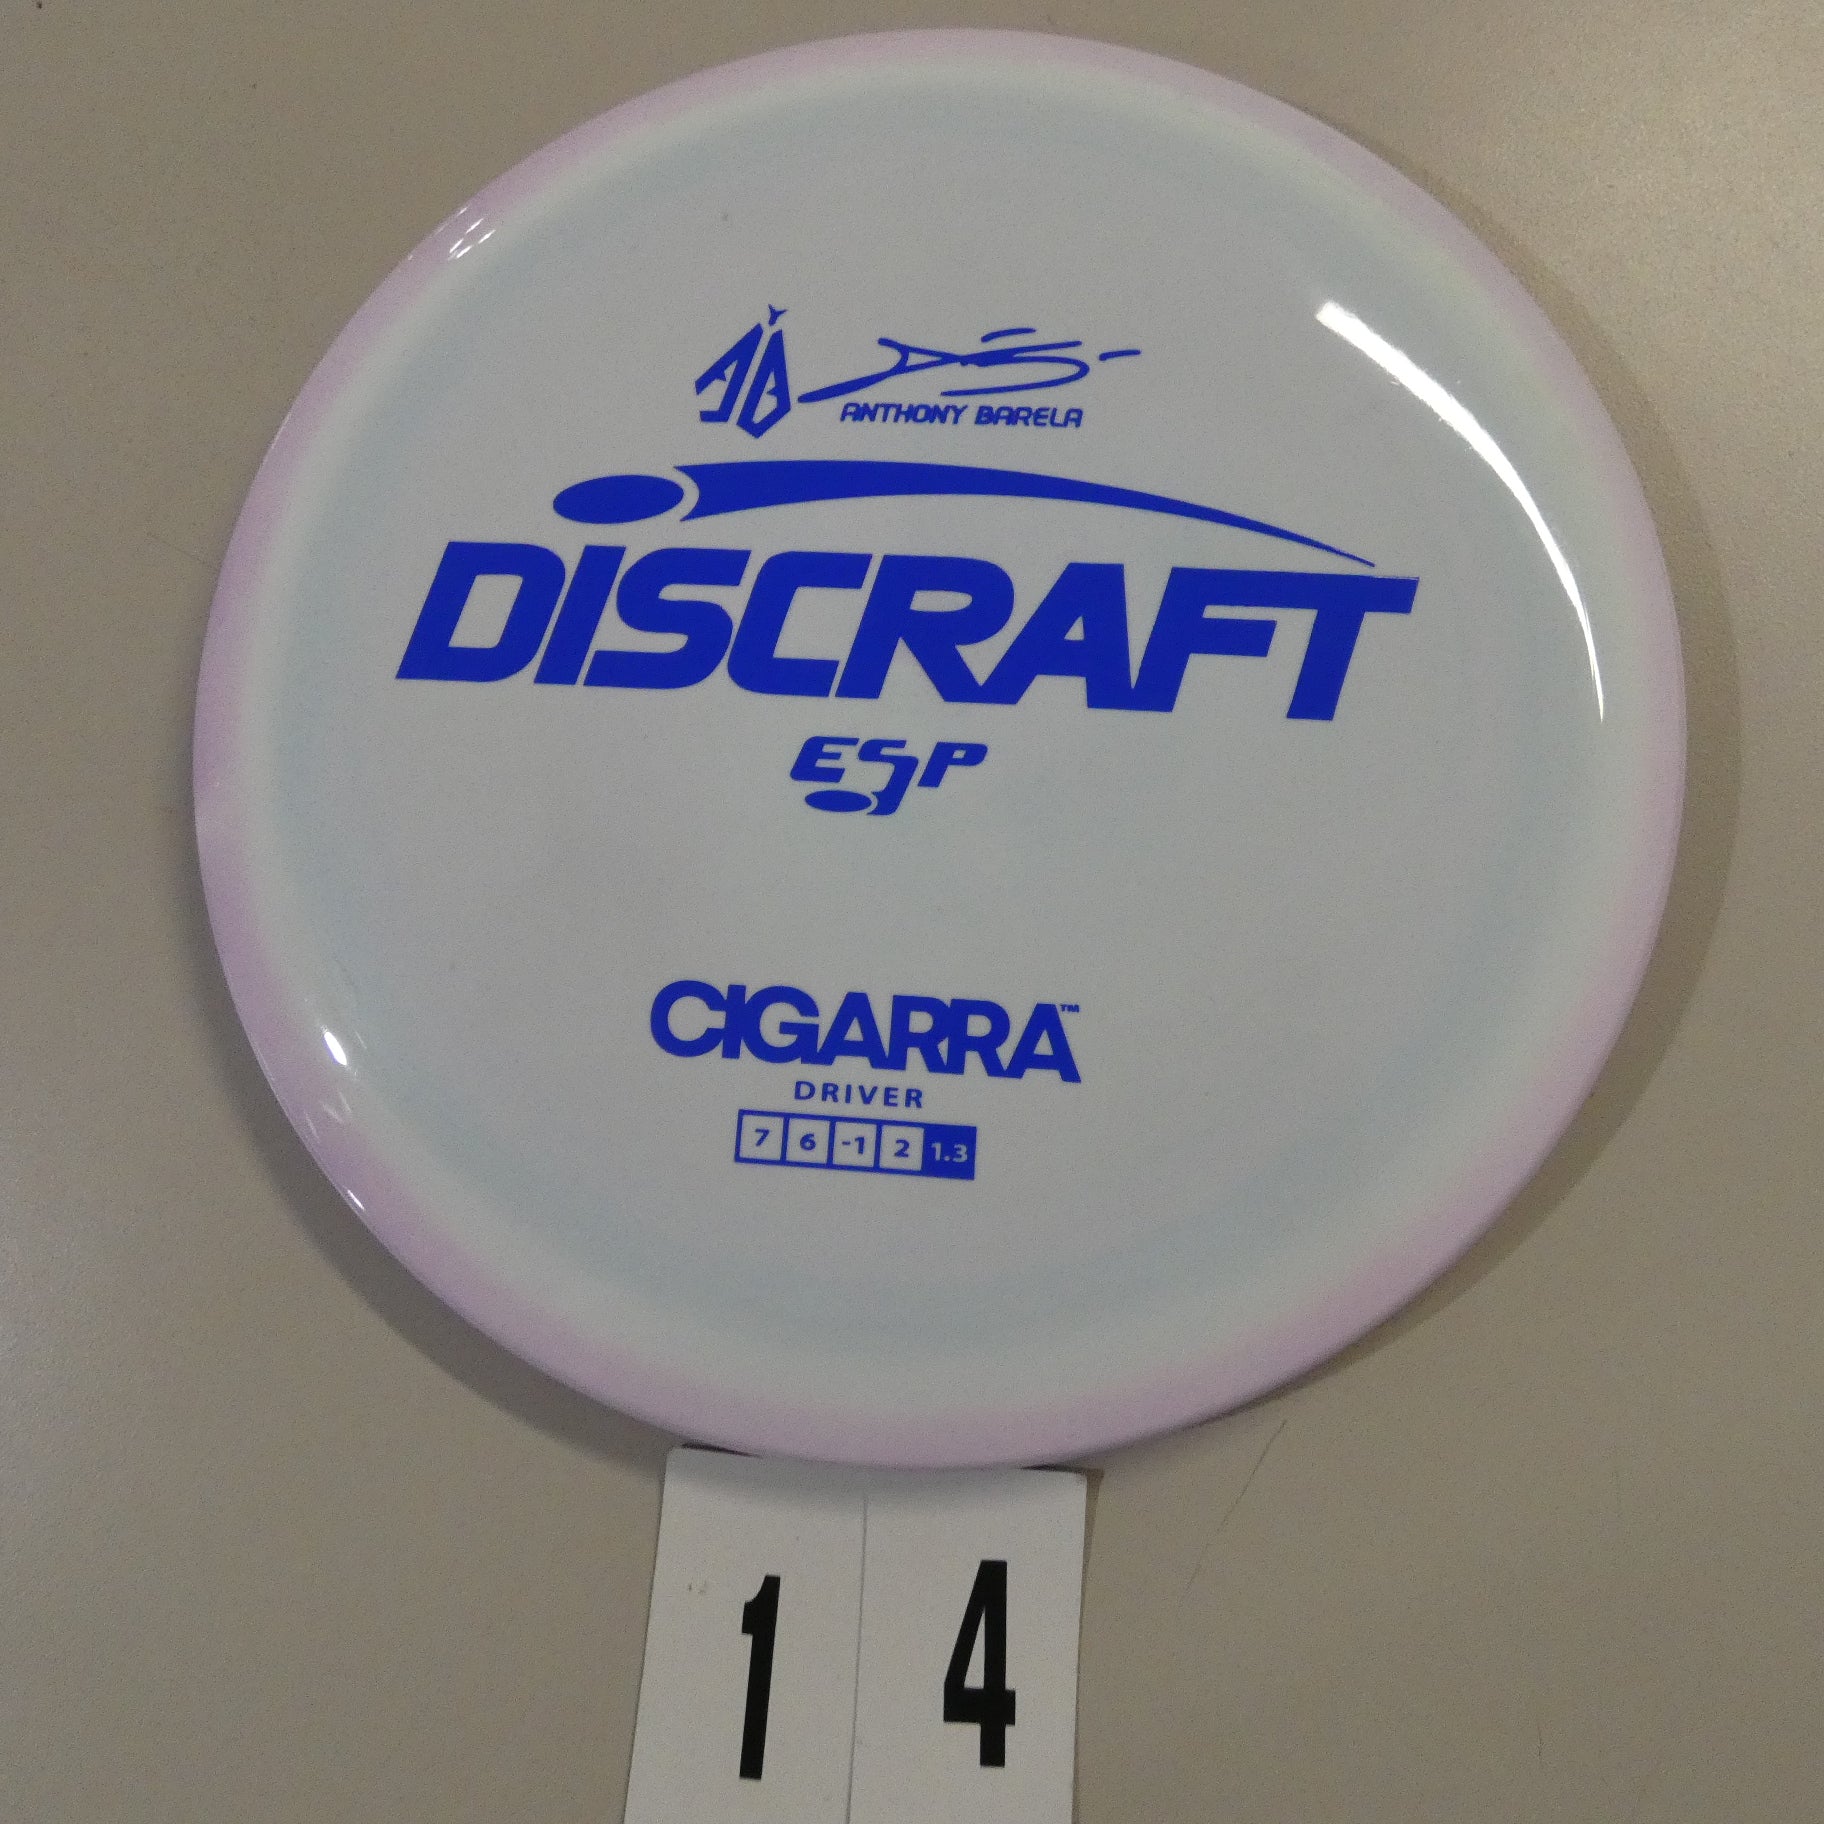 AB
ANTHONY BARELA
DISCRAFT
ESP
CIGARRA™
DRIVER
7 6 -1 2 1.3
1 4